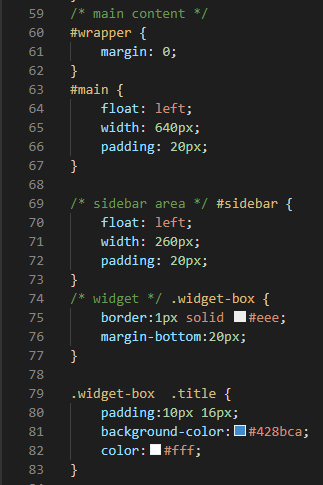 59 /* main content */
60 #wrapper {
61 margin: 0;
62 }
63 #main {
64 float: left;
65 width: 640px;
66 padding: 20px;
67 }
68
69 /* sidebar area */ #sidebar {
70 float: left;
71 width: 260px;
72 padding: 20px;
73 }
74 /* widget */ .widget-box {
75 border:1px solid #eee;
76 margin-bottom:20px;
77 }
78
79 .widget-box  .title {
80 padding:10px 16px;
81 background-color:#428bca;
82 color:#fff;
83 }